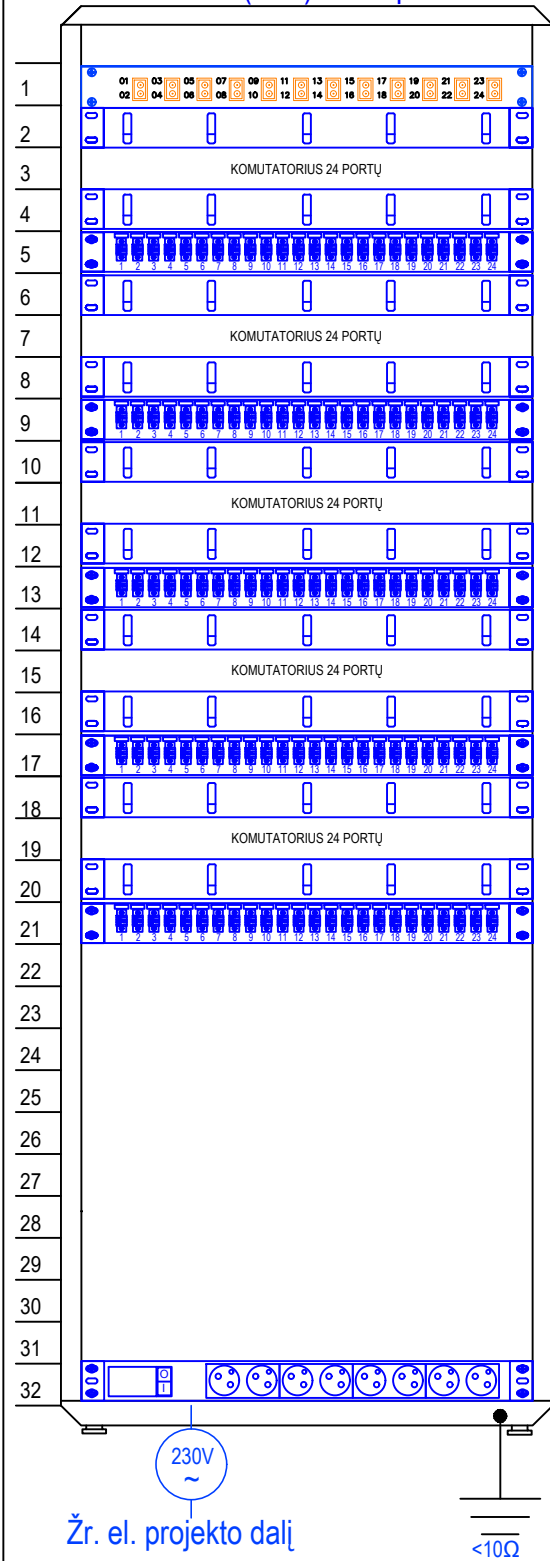 01 03 05 07 09 11 13 15 17 19 21 23
1
02 04 06 08 10 12 14 16 18 20 22 24
2
3 KOMUTATORIUS 24 PORTŲ
4
5
1 2 3 4 5 6 7 8 9 10 11 12 13 14 15 16 17 18 19 20 21 22 23 24
6
7 KOMUTATORIUS 24 PORTŲ
8
9
1 2 3 4 5 6 7 8 9 10 11 12 13 14 15 16 17 18 19 20 21 22 23 24
10
11 KOMUTATORIUS 24 PORTŲ
12
13
1 2 3 4 5 6 7 8 9 10 11 12 13 14 15 16 17 18 19 20 21 22 23 24
14
15 KOMUTATORIUS 24 PORTŲ
16
17
1 2 3 4 5 6 7 8 9 10 11 12 13 14 15 16 17 18 19 20 21 22 23 24
18
19 KOMUTATORIUS 24 PORTŲ
20
21
1 2 3 4 5 6 7 8 9 10 11 12 13 14 15 16 17 18 19 20 21 22 23 24
22
23
24
25
26
27
28
29
30
31
32
O
I
230V
~
Žr. el. projekto dalį
<10Ω